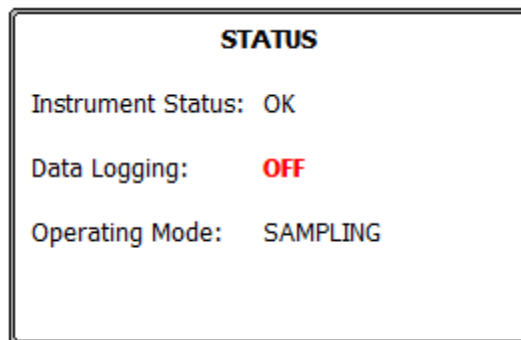 STATUS
Instrument Status: OK
Data Logging: OFF
Operating Mode: SAMPLING